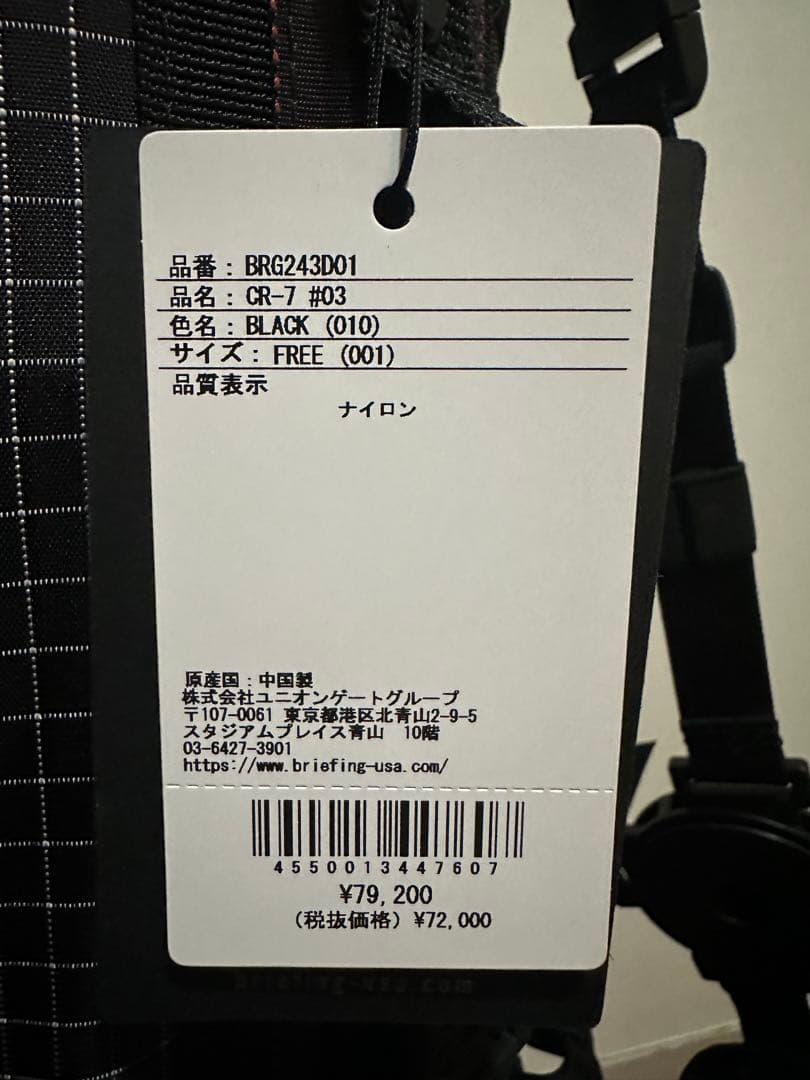 品番 : BRG243D01
品名 : CR-7 #03
色名 : BLACK (010)
サイズ : FREE (001)
品質表示
ナイロン
原産国 : 中国製
株式会社ユニオンゲートグループ
〒107-0061 東京都港区北青山2-9-5
スタジアムプレイス青山 10階
03-6427-3901
https://www.briefing-usa.com/
4550013447607
¥79,200
(税抜価格) ¥72,000
briefing-usa.com